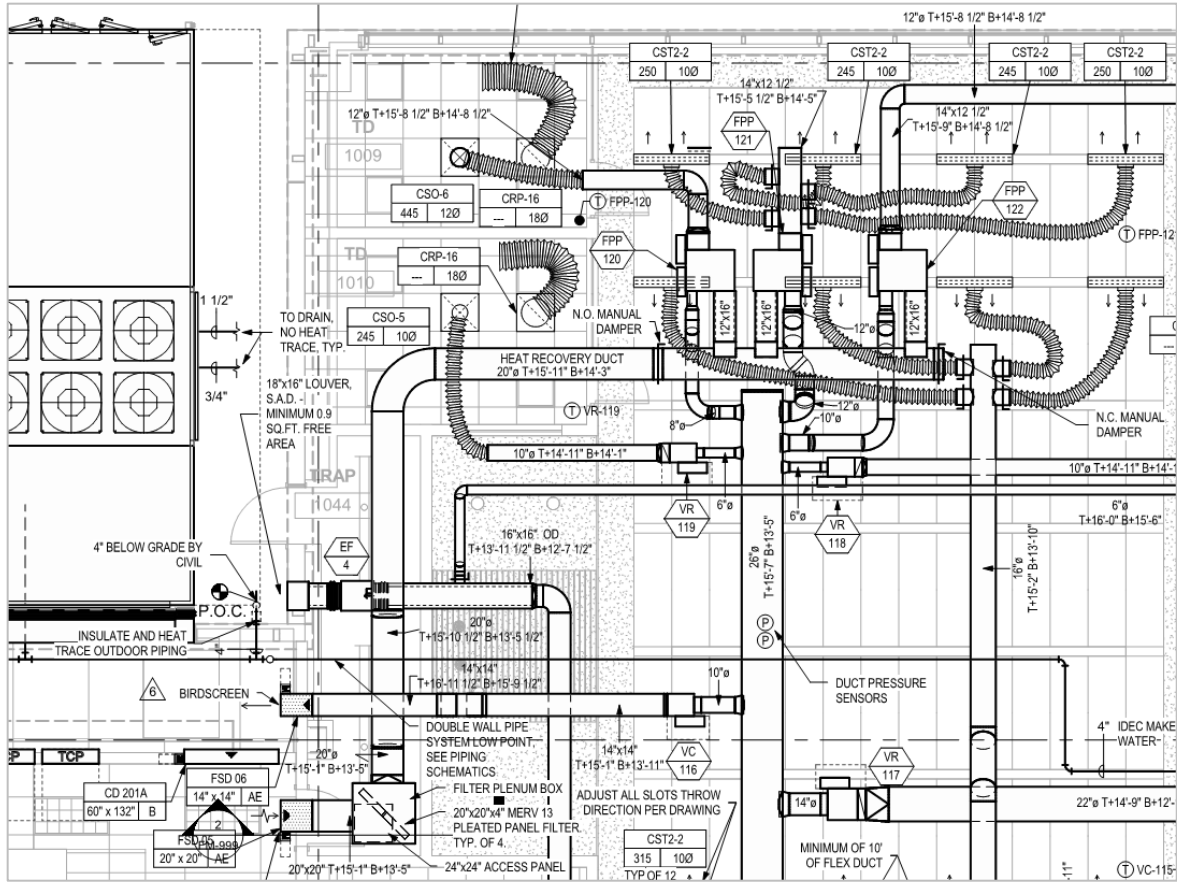 12"ø T+15'-8 1/2" B+14'-8 1/2"
CST2-2
250 10Ø
CST2-2
245 10Ø
CST2-2
245 10Ø
CST2-2
250 10Ø
14"x12 1/2"
T+15'-5 1/2" B+14'-5"
14"x12 1/2"
T+15'-9" B+14'-8 1/2"
12"ø T+15'-8 1/2" B+14'-8 1/2"
TD
1009
FPP
121
CSO-6
445 12Ø
CRP-16
--- 18Ø
T FPP-120
FPP
122
T FPP-12
FPP
120
CRP-16
--- 18Ø
TD
1010
CSO-5
245 10Ø
N.O. MANUAL
DAMPER
12"x16"
12"x16"
12"x16"
12"ø
1 1/2"
TO DRAIN,
NO HEAT
TRACE, TYP.
3/4"
HEAT RECOVERY DUCT
20"ø T+15'-11" B+14'-3"
18"x16" LOUVER,
S.A.D. -
MINIMUM 0.9
SQ.FT. FREE
AREA
T VR-119
8"ø
12"ø
10"ø
N.C. MANUAL
DAMPER
10"ø T+14'-11" B+14'-1"
6"ø
10"ø T+14'-11" B+14'-1
TRAP
1044
VR
119
6"ø
VR
118
6"ø
T+16'-0" B+15'-6"
16"x16" OD
T+13'-11 1/2" B+12'-7 1/2"
EF
4
4" BELOW GRADE BY
CIVIL
26"ø
T+15'-7" B+13'-5"
16"ø
T+15'-2" B+13'-10"
P.O.C.
4"
INSULATE AND HEAT
TRACE OUTDOOR PIPING
20"ø
T+15'-10 1/2" B+13'-5 1/2"
P
P
14"x14"
T+16'-11 1/2" B+15'-9 1/2"
10"ø
DUCT PRESSURE
SENSORS
6
BIRDSCREEN
DOUBLE WALL PIPE
SYSTEM LOW POINT,
SEE PIPING
SCHEMATICS
4" IDEC MAKE
WATER
P
TCP
20"ø
T+15'-1" B+13'-5"
14"x14"
T+15'-1" B+13'-11"
VC
116
VR
117
CD 201A
60" x 132" B
FSD 06
14" x 14" AE
FILTER PLENUM BOX
20"x20"x4" MERV 13
PLEATED PANEL FILTER.
TYP. OF 4.
ADJUST ALL SLOTS THROW
DIRECTION PER DRAWING
14"ø
22"ø T+14'-9" B+12'-
2
PM-999
FSD 05
20" x 20" AE
CST2-2
315 10Ø
TYP OF 12
MINIMUM OF 10'
OF FLEX DUCT
20"x20" T+15'-1" B+13'-5"
24"x24" ACCESS PANEL
-11"
T VC-115